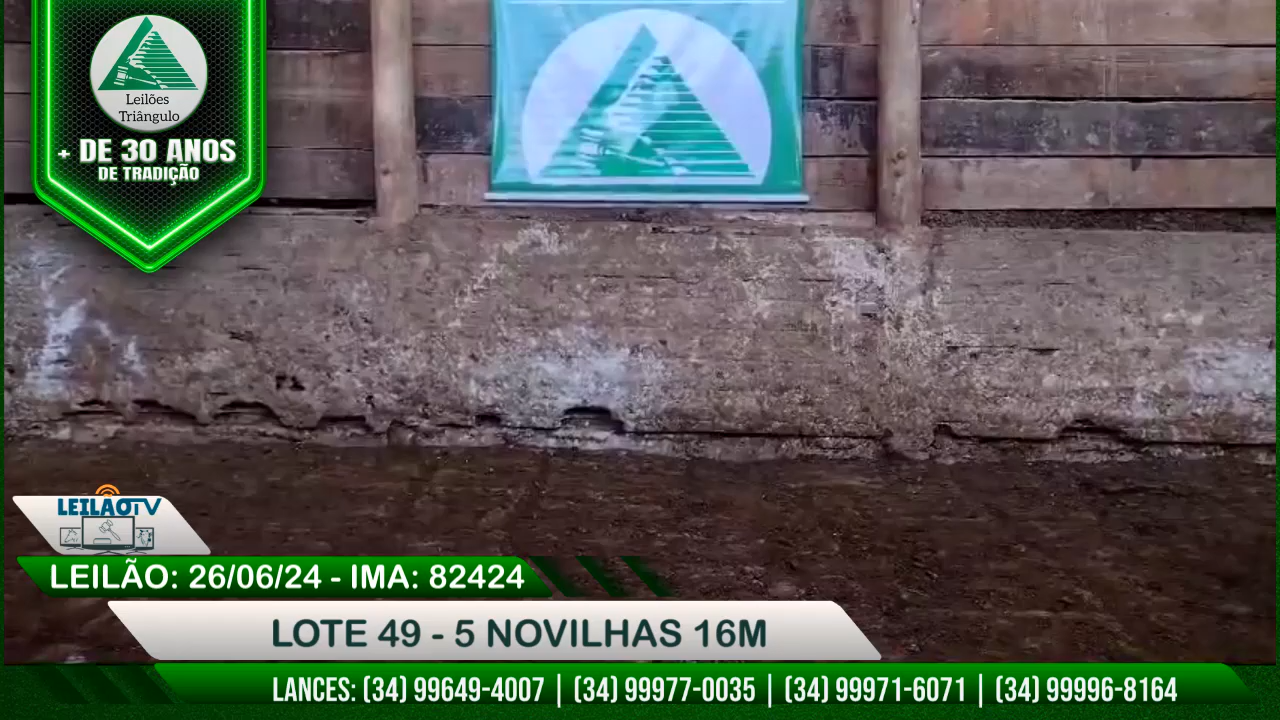 Leilões
Triângulo
+ DE 30 ANOS
DE TRADIÇÃO
LEILÃOTV
LEILÃO: 26/06/24 - IMA: 82424
LOTE 49 - 5 NOVILHAS 16M
LANCES: (34) 99649-4007 | (34) 99977-0035 | (34) 99971-6071 | (34) 99996-8164